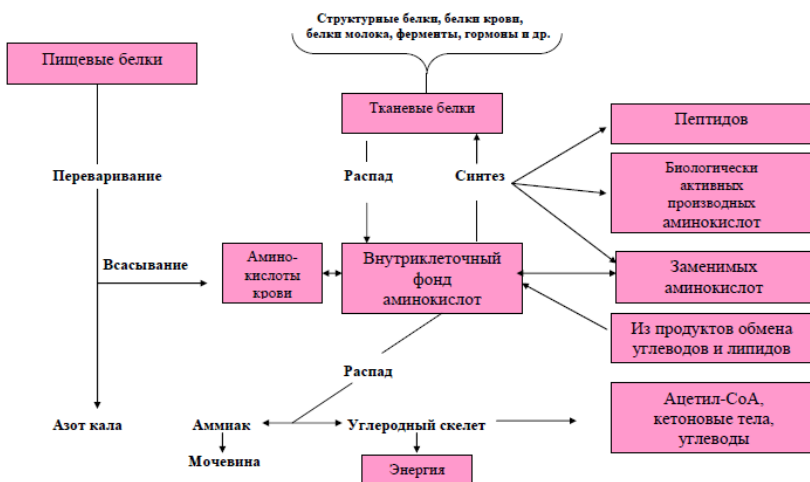 Структурные белки, белки крови,
белки молока, ферменты, гормоны и др.
Пищевые белки
Тканевые белки
Пептидов
Переваривание
Распад
Синтез
Биологически
активных
производных
аминокислот
Всасывание
Амино-
кислоты
крови
Внутриклеточный
фонд
аминокислот
Заменимых
аминокислот
Из продуктов обмена
углеводов и липидов
Распад
Азот кала
Аммиак
Углеродный скелет
Ацетил-СоА,
кетоновые тела,
углеводы
Мочевина
Энергия